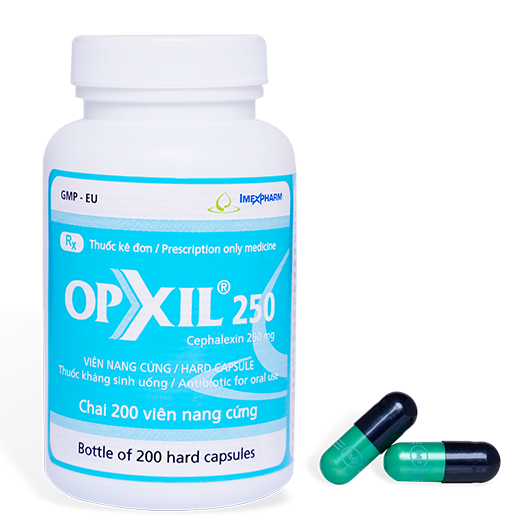 GMP - EU
IMEXPHARM
Rx Thuốc kê đơn / Prescription only medicine
OPXIL® 250
Cephalexin 250 mg
VIÊN NANG CỨNG / HARD CAPSULE
Thuốc kháng sinh uống / Antibiotic for oral use
Chai 200 viên nang cứng
Bottle of 200 hard capsules